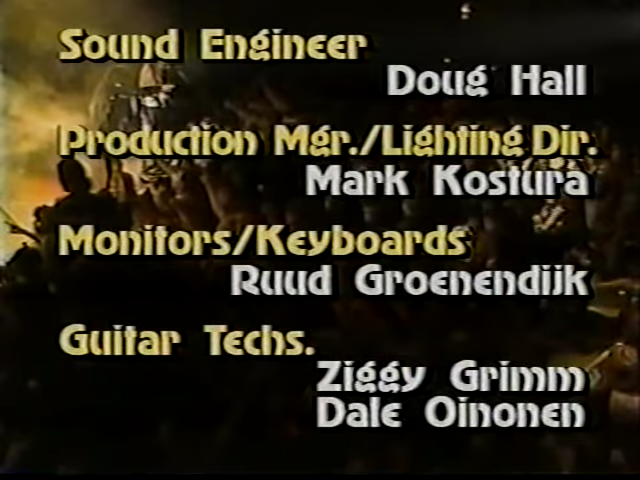 Sound Engineer
Doug Hall
Production Mgr./Lighting Dir.
Mark Kostura
Monitors/Keyboards
Ruud Groenendijk
Guitar Techs.
Ziggy Grimm
Dale Oinonen